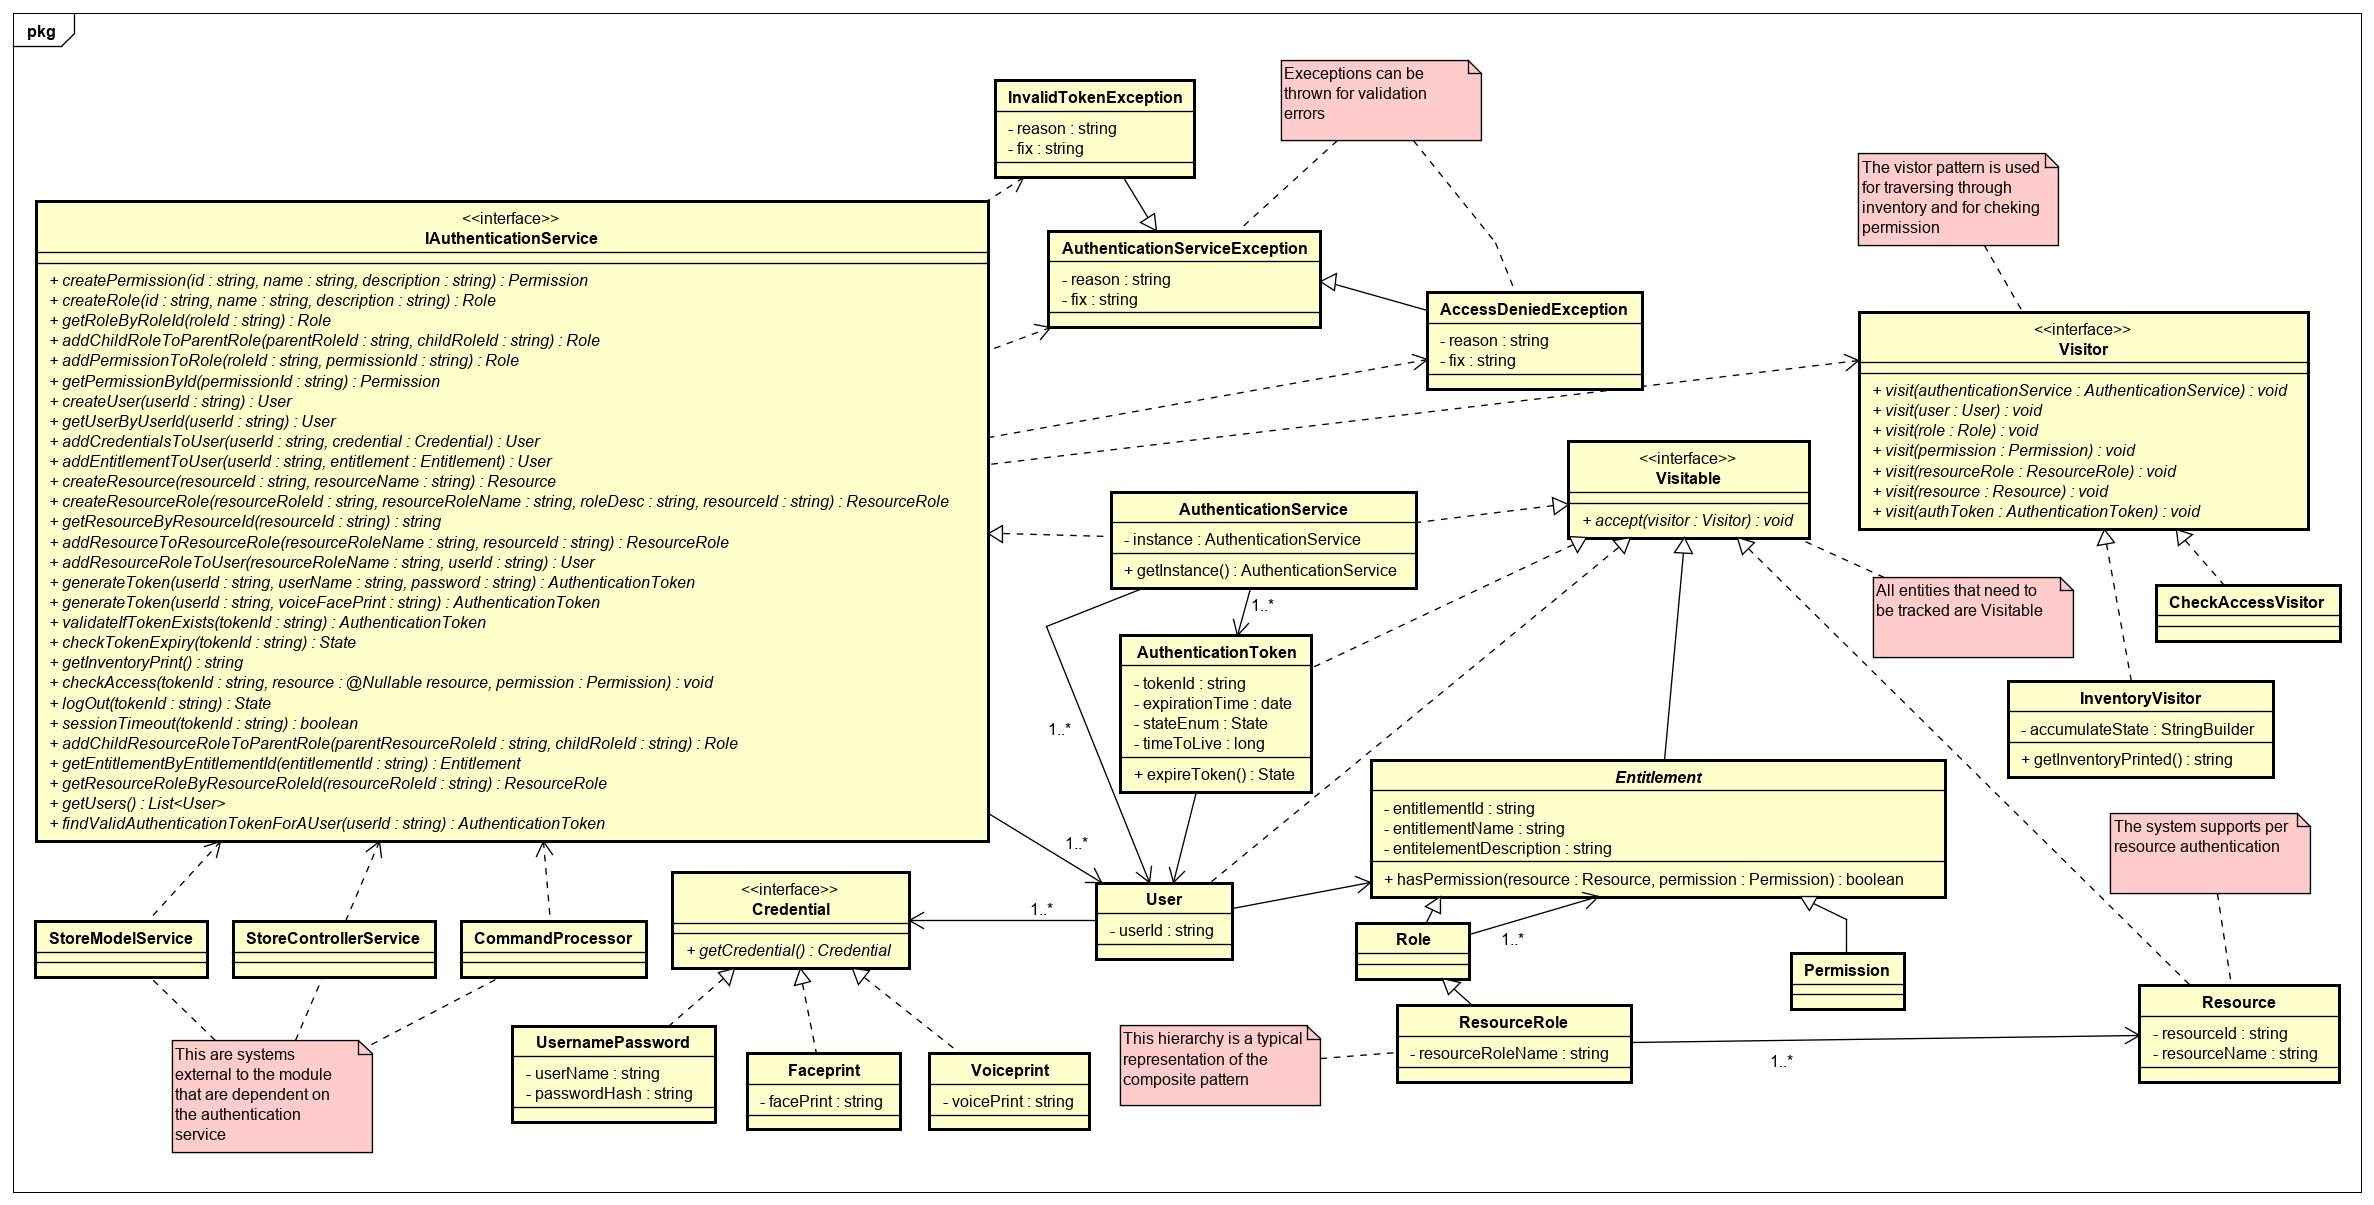 pkg
InvalidTokenException
- reason : string
- fix : string
Execeptions can be
thrown for validation
errors
The vistor pattern is used
for traversing through
inventory and for cheking
permission
<<interface>>
IAuthenticationService
+ createPermission(id : string, name : string, description : string) : Permission
+ createRole(id : string, name : string, description : string) : Role
+ getRoleByRoleId(roleId : string) : Role
+ addChildRoleToParentRole(parentRoleId : string, childRoleId : string) : Role
+ addPermissionToRole(roleId : string, permissionId : string) : Role
+ getPermissionById(permissionId : string) : Permission
+ createUser(userId : string) : User
+ getUserByUserId(userId : string) : User
+ addCredentialsToUser(userId : string, credential : Credential) : User
+ addEntitlementToUser(userId : string, entitlement : Entitlement) : User
+ createResource(resourceId : string, resourceName : string) : Resource
+ createResourceRole(resourceRoleId : string, resourceRoleName : string, roleDesc : string, resourceId : string) : ResourceRole
+ getResourceByResourceId(resourceId : string) : string
+ addResourceToResourceRole(resourceRoleName : string, resourceId : string) : ResourceRole
+ addResourceRoleToUser(resourceRoleName : string, userId : string) : User
+ generateToken(userId : string, userName : string, password : string) : AuthenticationToken
+ generateToken(userId : string, voiceFacePrint : string) : AuthenticationToken
+ validateIfTokenExists(tokenId : string) : AuthenticationToken
+ checkTokenExpiry(tokenId : string) : State
+ getInventoryPrint() : string
+ checkAccess(tokenId : string, resource : @Nullable resource, permission : Permission) : void
+ logOut(tokenId : string) : State
+ sessionTimeout(tokenId : string) : boolean
+ addChildResourceRoleToParentRole(parentResourceRoleId : string, childRoleId : string) : Role
+ getEntitlementByEntitlementId(entitlementId : string) : Entitlement
+ getResourceRoleByResourceRoleId(resourceRoleId : string) : ResourceRole
+ getUsers() : List<User>
+ findValidAuthenticationTokenForAUser(userId : string) : AuthenticationToken
AuthenticationServiceException
- reason : string
- fix : string
AccessDeniedException
- reason : string
- fix : string
<<interface>>
Visitor
+ visit(authenticationService : AuthenticationService) : void
+ visit(user : User) : void
+ visit(role : Role) : void
+ visit(permission : Permission) : void
+ visit(resourceRole : ResourceRole) : void
+ visit(resource : Resource) : void
+ visit(authToken : AuthenticationToken) : void
<<interface>>
Visitable
+ accept(visitor : Visitor) : void
AuthenticationService
- instance : AuthenticationService
+ getInstance() : AuthenticationService
1..*
All entities that need to
be tracked are Visitable
CheckAccessVisitor
AuthenticationToken
- tokenId : string
- expirationTime : date
- stateEnum : State
- timeToLive : long
+ expireToken() : State
1..*
InventoryVisitor
- accumulateState : StringBuilder
+ getInventoryPrinted() : string
Entitlement
- entitlementId : string
- entitlementName : string
- entitelementDescription : string
+ hasPermission(resource : Resource, permission : Permission) : boolean
The system supports per
resource authentication
1..*
<<interface>>
Credential
+ getCredential() : Credential
1..*
User
- userId : string
StoreModelService
StoreControllerService
CommandProcessor
Role
1..*
Permission
Resource
- resourceId : string
- resourceName : string
ResourceRole
- resourceRoleName : string
1..*
This hierarchy is a typical
representation of the
composite pattern
UsernamePassword
- userName : string
- passwordHash : string
Faceprint
- facePrint : string
Voiceprint
- voicePrint : string
This are systems
external to the module
that are dependent on
the authentication
service